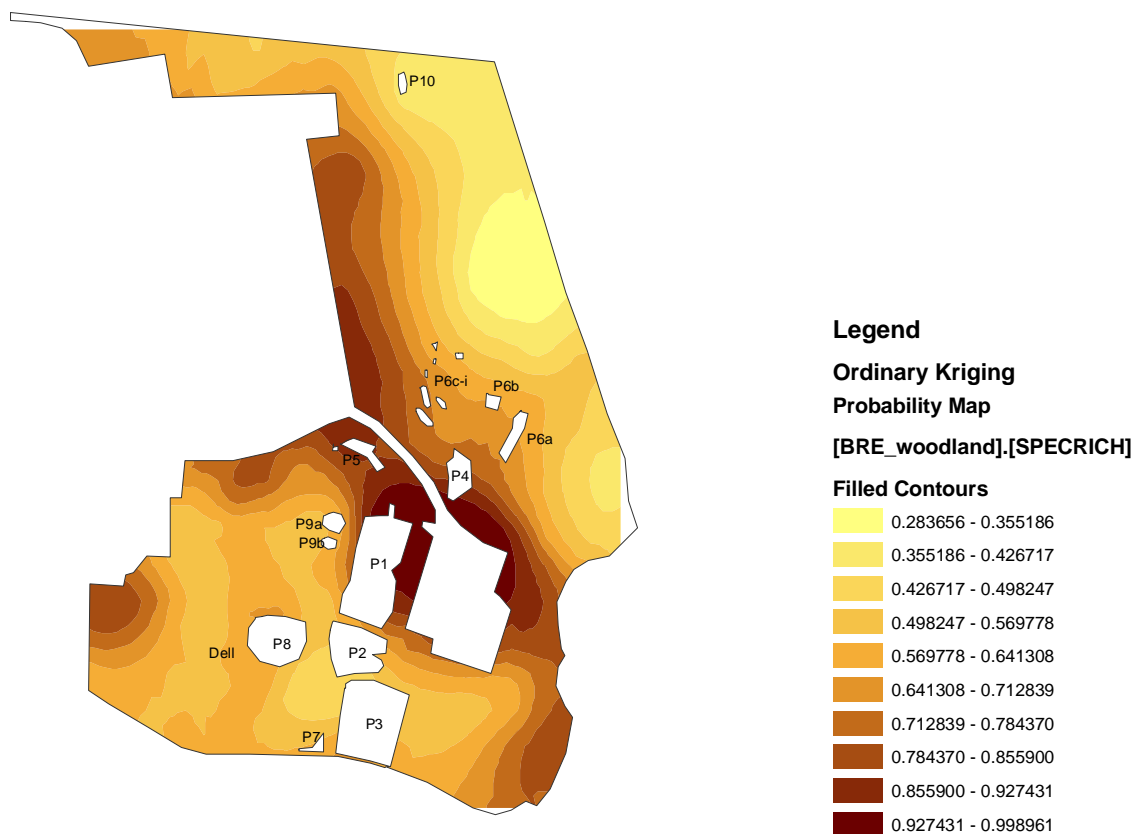 P10
P6c-i
P6b
P6a
P5
P4
P9a
P9b
P1
P8
Dell
P2
P3
P7
Legend
Ordinary Kriging
Probability Map
[BRE_woodland].[SPECRICH]
Filled Contours
0.283656 - 0.355186
0.355186 - 0.426717
0.426717 - 0.498247
0.498247 - 0.569778
0.569778 - 0.641308
0.641308 - 0.712839
0.712839 - 0.784370
0.784370 - 0.855900
0.855900 - 0.927431
0.927431 - 0.998961